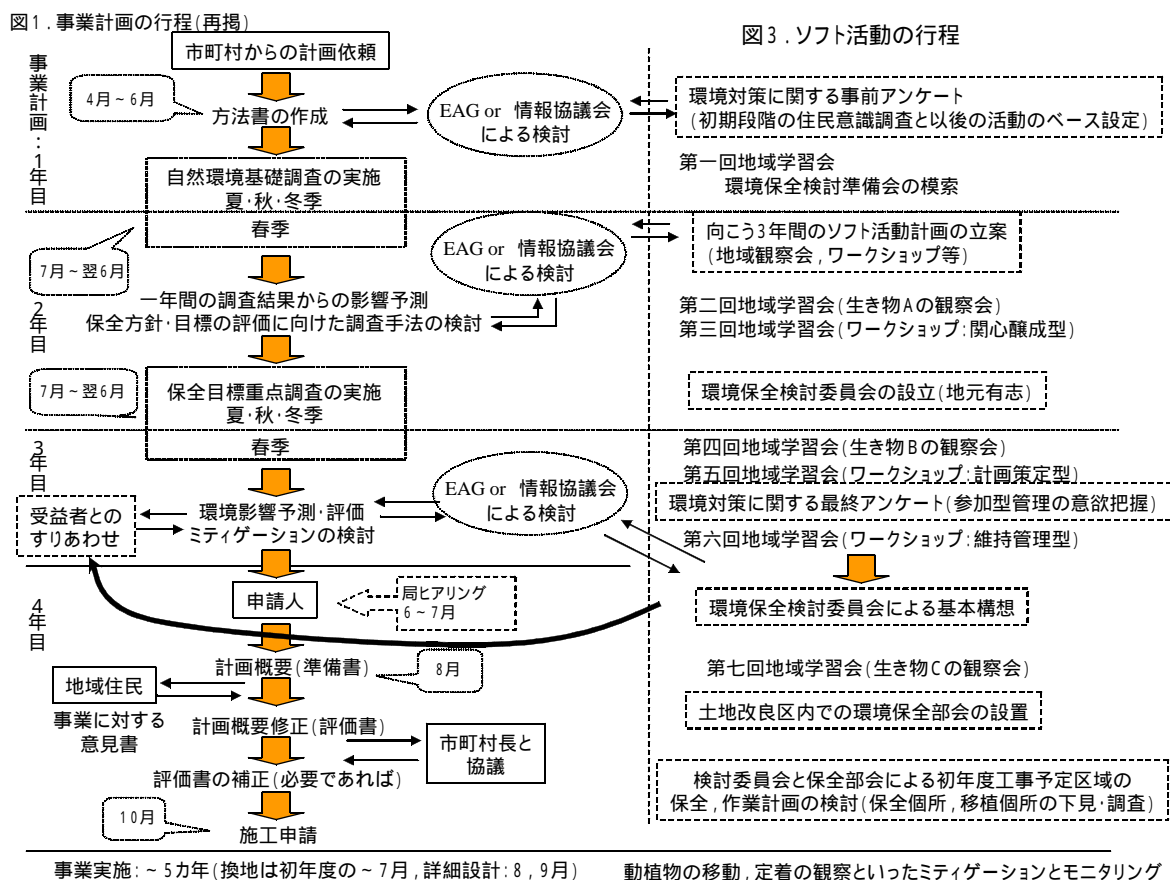 図1．事業計画の行程(再掲)
市町村からの計画依頼
事業計画：1年目
4月～6月
方法書の作成
EAG or 情報協議会
による検討
自然環境基礎調査の実施
夏・秋・冬季
春季
7月～翌6月
EAG or 情報協議会
による検討
一年間の調査結果からの影響予測
保全方針・目標の評価に向けた調査手法の検討
2年目
7月～翌6月
保全目標重点調査の実施
夏・秋・冬季
春季
3年目
受益者との
すりあわせ
環境影響予測・評価
ミティゲーションの検討
EAG or 情報協議会
による検討
4年目
申請人
局ヒアリング
6～7月
計画概要(準備書)
8月
地域住民
事業に対する
意見書
計画概要修正(評価書)
市町村長と
協議
評価書の補正(必要であれば)
10月
施工申請
事業実施：～5カ年(換地は初年度の～7月,詳細設計：8,9月)
図3．ソフト活動の行程
環境対策に関する事前アンケート
(初期段階の住民意識調査と以後の活動のベース設定)
第一回地域学習会
環境保全検討準備会の模索
向こう3年間のソフト活動計画の立案
(地域観察会,ワークショップ等)
第二回地域学習会(生き物Aの観察会)
第三回地域学習会(ワークショップ：関心醸成型)
環境保全検討委員会の設立(地元有志)
第四回地域学習会(生き物Bの観察会)
第五回地域学習会(ワークショップ：計画策定型)
環境対策に関する最終アンケート(参加型管理の意欲把握)
第六回地域学習会(ワークショップ：維持管理型)
環境保全検討委員会による基本構想
第七回地域学習会(生き物Cの観察会)
土地改良区内での環境保全部会の設置
検討委員会と保全部会による初年度工事予定区域の
保全,作業計画の検討(保全個所,移植個所の下見・調査)
動植物の移動,定着の観察といったミティゲーションとモニタリング